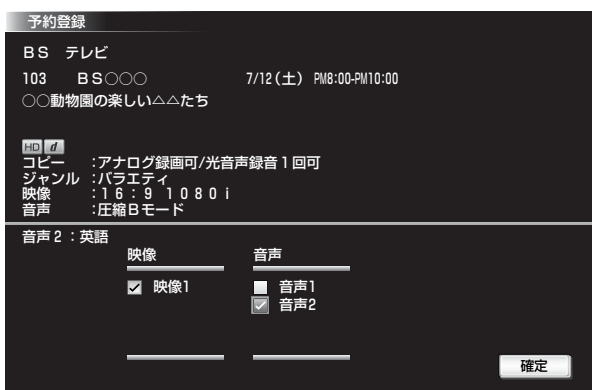 予約登録
BS テレビ
103 BS○○○ 7/12(土) PM8:00-PM10:00
○○動物園の楽しい△△たち
HD d
コピー :アナログ録画可/光音声録音1回可
ジャンル :バラエティ
映像 :16:9 1080i
音声 :圧縮Bモード
音声2:英語
映像 音声
映像1 音声1
音声2
確定